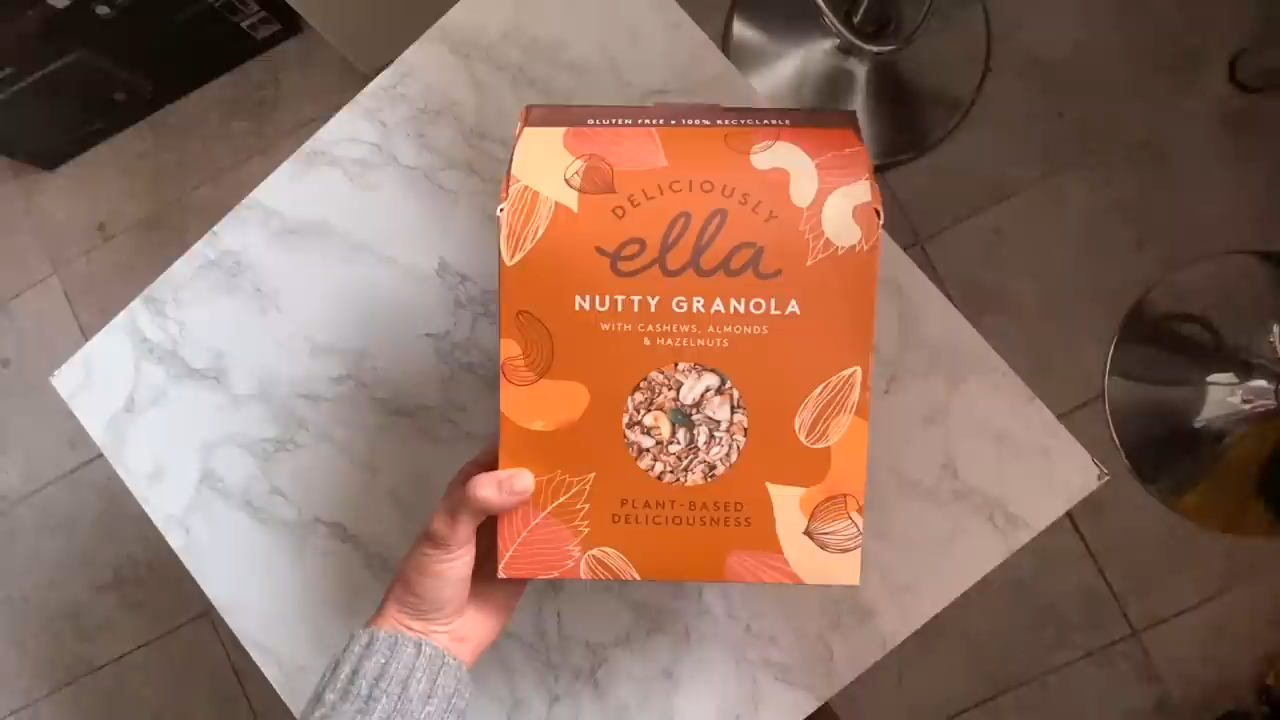 GLUTEN FREE • 100% RECYCLABLE
DELICIOUSLY
ella
NUTTY GRANOLA
WITH CASHEWS, ALMONDS
& HAZELNUTS
PLANT-BASED
DELICIOUSNESS